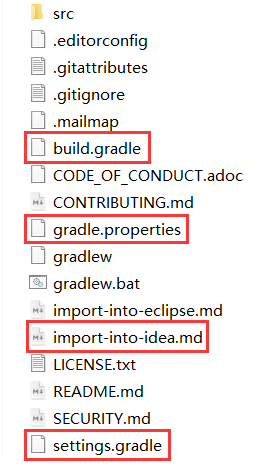 src
.editorconfig
.gitattributes
.gitignore
.mailmap
build.gradle
CODE_OF_CONDUCT.adoc
CONTRIBUTING.md
gradle.properties
gradlew
gradlew.bat
import-into-eclipse.md
import-into-idea.md
LICENSE.txt
README.md
SECURITY.md
settings.gradle